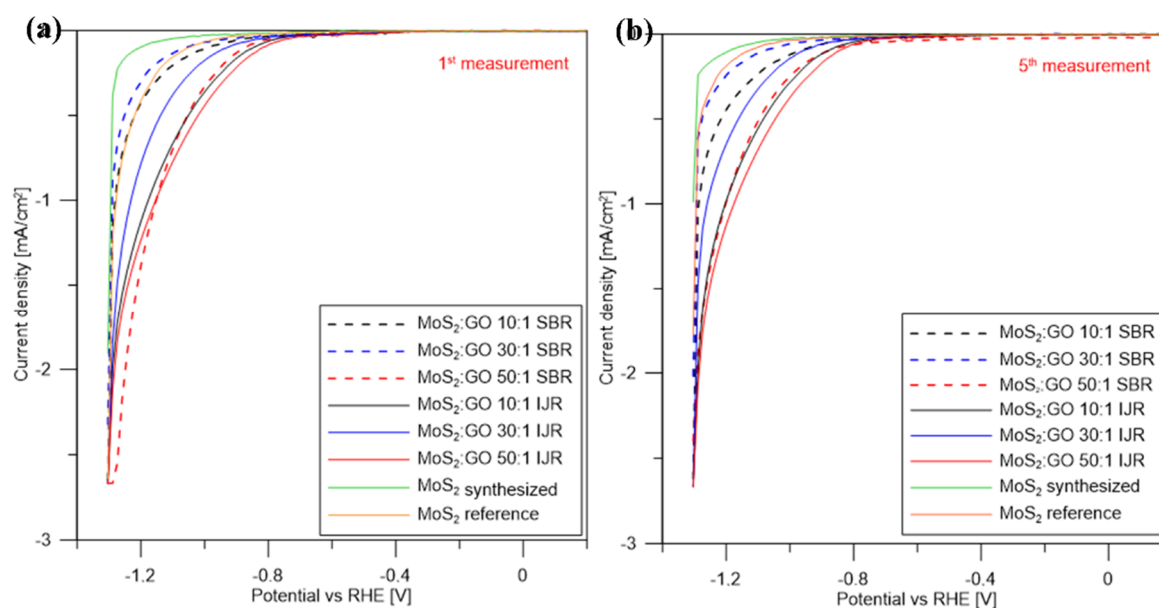 (a)
1st measurement
Current density [mA/cm²]
-1
-2
-3
MoS₂:GO 10:1 SBR
MoS₂:GO 30:1 SBR
MoS₂:GO 50:1 SBR
MoS₂:GO 10:1 IJR
MoS₂:GO 30:1 IJR
MoS₂:GO 50:1 IJR
MoS₂ synthesized
MoS₂ reference
-1.2
-0.8
-0.4
0
Potential vs RHE [V]
(b)
5th measurement
Current density [mA/cm²]
-1
-2
-3
MoS₂:GO 10:1 SBR
MoS₂:GO 30:1 SBR
MoS₂:GO 50:1 SBR
MoS₂:GO 10:1 IJR
MoS₂:GO 30:1 IJR
MoS₂:GO 50:1 IJR
MoS₂ synthesized
MoS₂ reference
-1.2
-0.8
-0.4
0
Potential vs RHE [V]